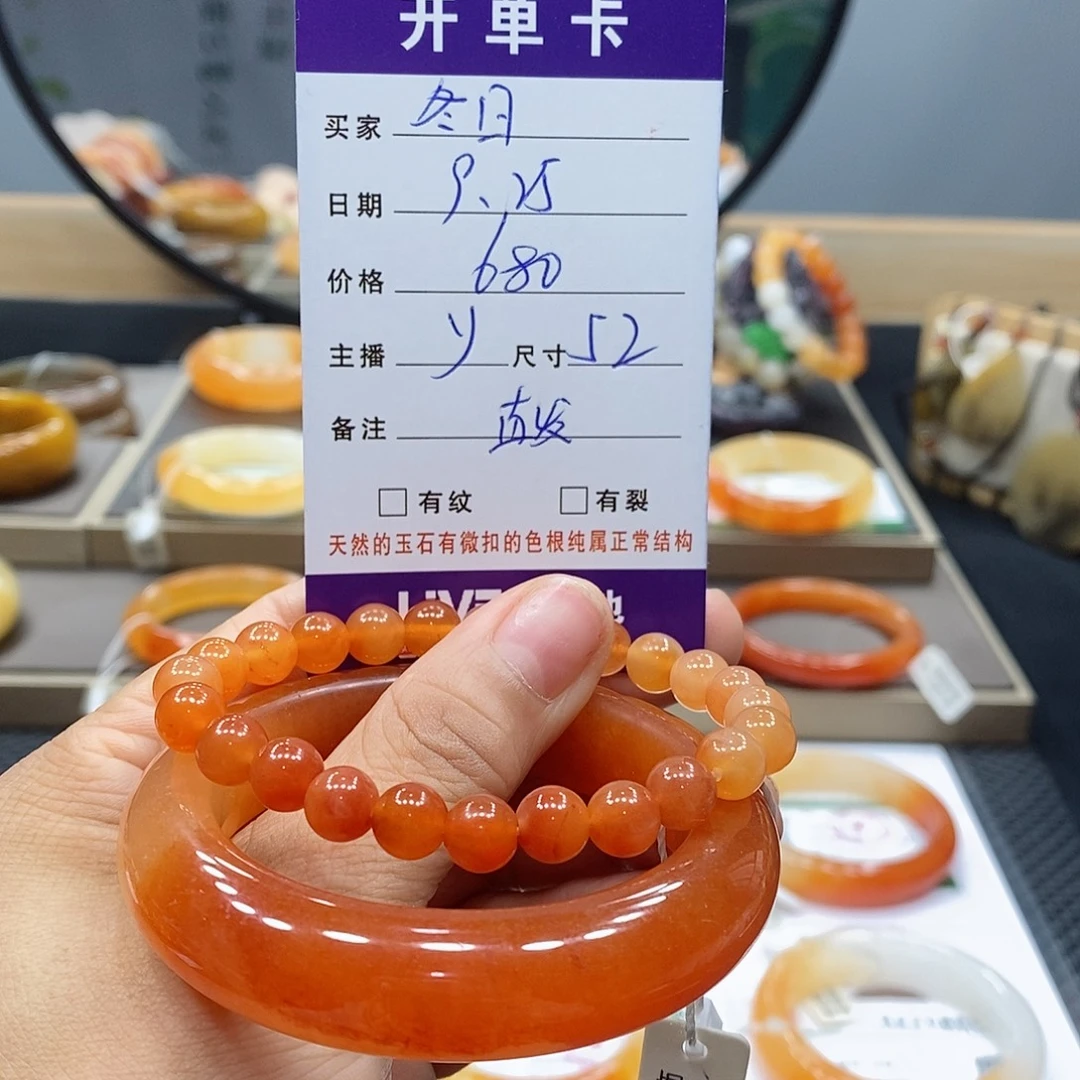 开单卡
买家 冬日
日期 9、25
价格 680
主播 y 尺寸 52
备注 直发
有纹 有裂
天然的玉石有微扣的色根纯属正常结构